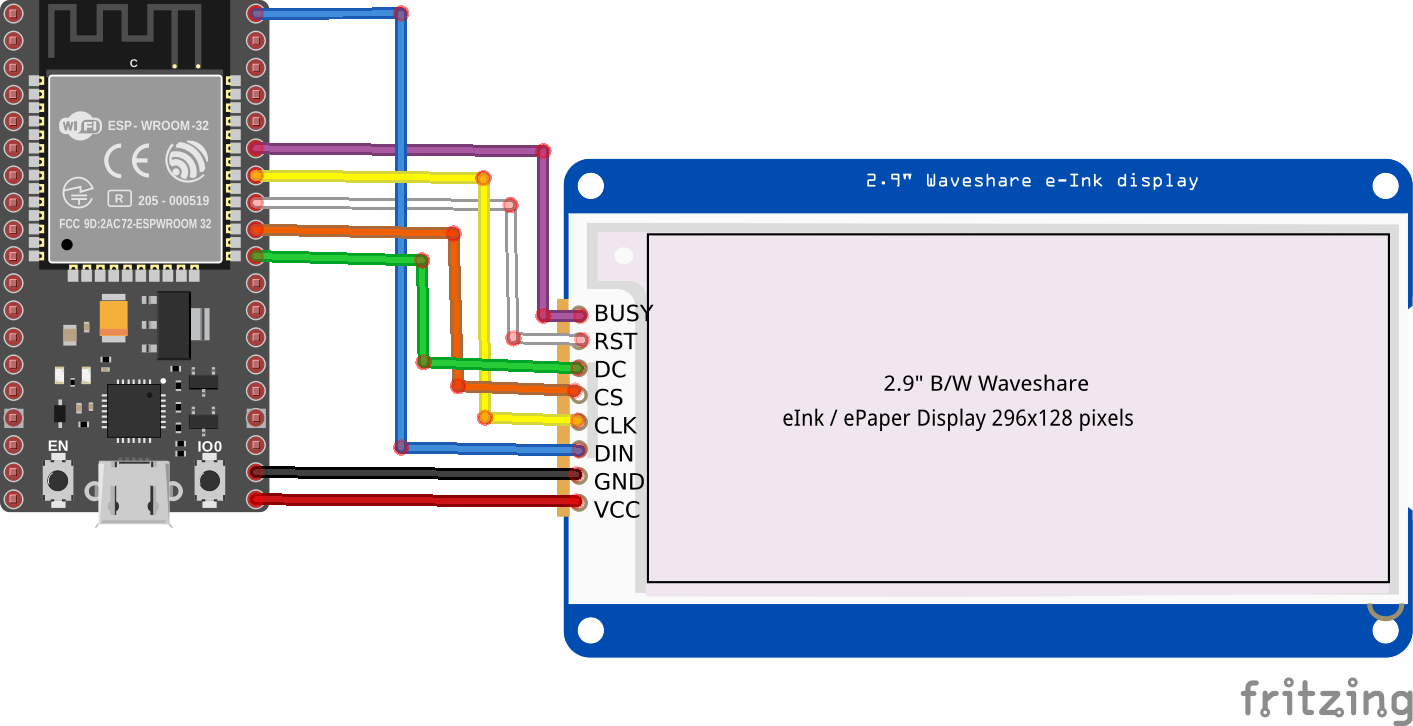 C
Wi Fi ESP - WROOM -32
CE
R 205 - 000519
FCC 9D:2AC72-ESPWROOM 32
EN
IO0
2.9" Waveshare e-Ink display
BUSY
RST
DC
CS
CLK
DIN
GND
VCC
2.9" B/W Waveshare
eInk / ePaper Display 296x128 pixels
fritzing